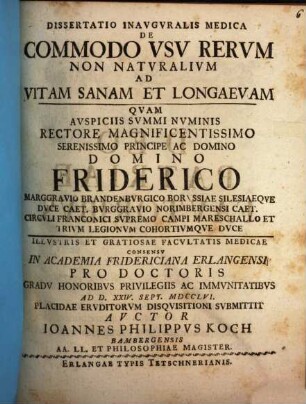 6
DISSERTATIO INAVGVRALIS MEDICA
DE
COMMODO VSV RERVM
NON NATVRALIVM
AD
VITAM SANAM ET LONGAEVAM
QVAM
AVSPICIIS SVMMI NVMINIS
RECTORE MAGNIFICENTISSIMO
SERENISSIMO PRINCIPE AC DOMINO
DOMINO
FRIDERICO
MARGGRAVIO BRANDENBVRGICO BORVSSIAE SILESIAEQVE
DVCE CAET. BVRGGRAVIO NORIMBERGENSI CAET.
CIRCVLI FRANCONICI SVPREMO CAMPI MARESCHALLO ET
TRIVM LEGIONVM COHORTIVMQVE DVCE
ILLVSTRIS ET GRATIOSAE FACVLTATIS MEDICAE
CONSENSV
IN ACADEMIA FRIDERICIANA ERLANGENSI
PRO DOCTORIS
GRADV HONORIBVS PRIVILEGIIS AC IMMVNITATIBVS
AD D. XXIV. SEPT. MDCCLVI.
PLACIDAE ERVDITORVM DISQVISITIONI SVBMITTIT
AVCTOR
IOANNES PHILIPPVS KOCH
BAMBERGENSIS
AA. LL. ET PHILOSOPHIAE MAGISTER.
ERLANGAE TYPIS TETSCHNERIANIS.